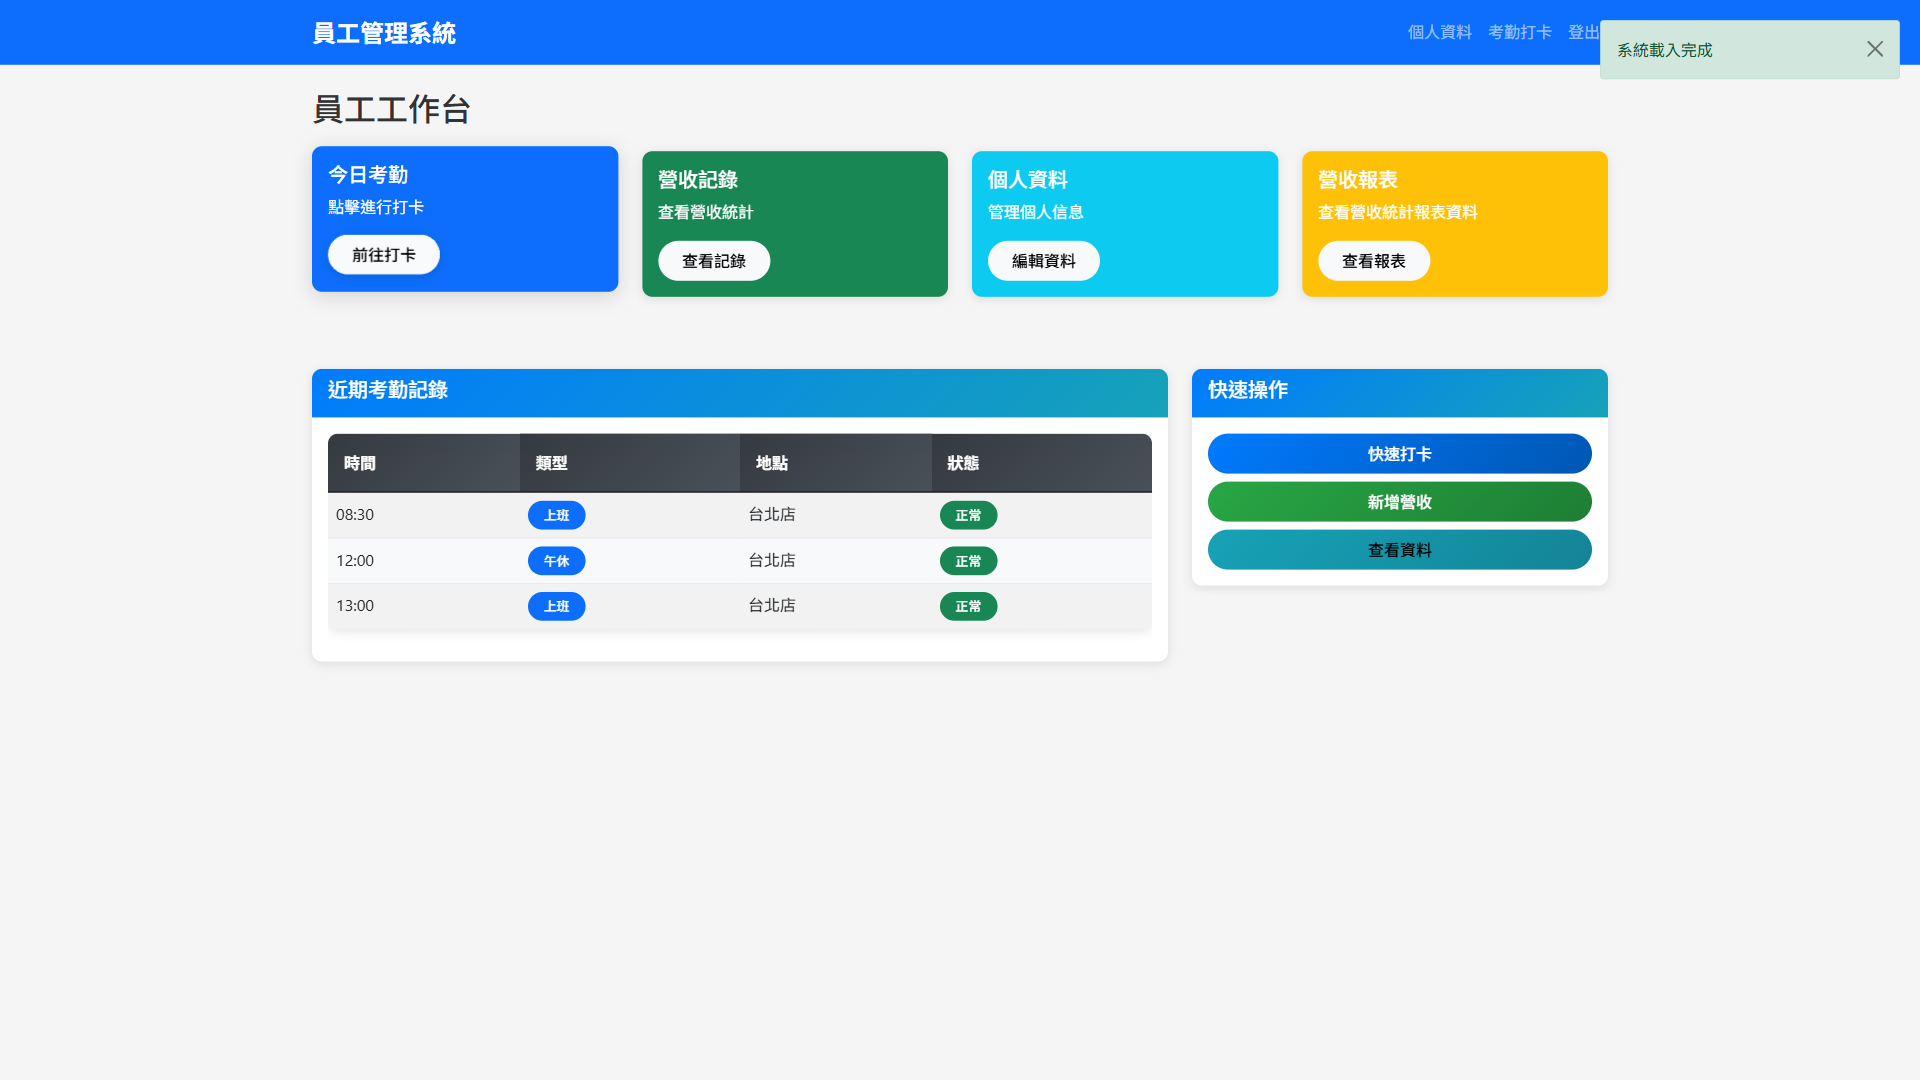 員工管理系統
個人資料 考勤打卡 登出
系統載入完成
員工工作台
今日考勤
點擊進行打卡
前往打卡
營收記錄
查看營收統計
查看記錄
個人資料
管理個人信息
編輯資料
營收報表
查看營收統計報表資料
查看報表
近期考勤記錄
時間 類型 地點 狀態
08:30 上班 台北店 正常
12:00 午休 台北店 正常
13:00 上班 台北店 正常
快速操作
快速打卡
新增營收
查看資料